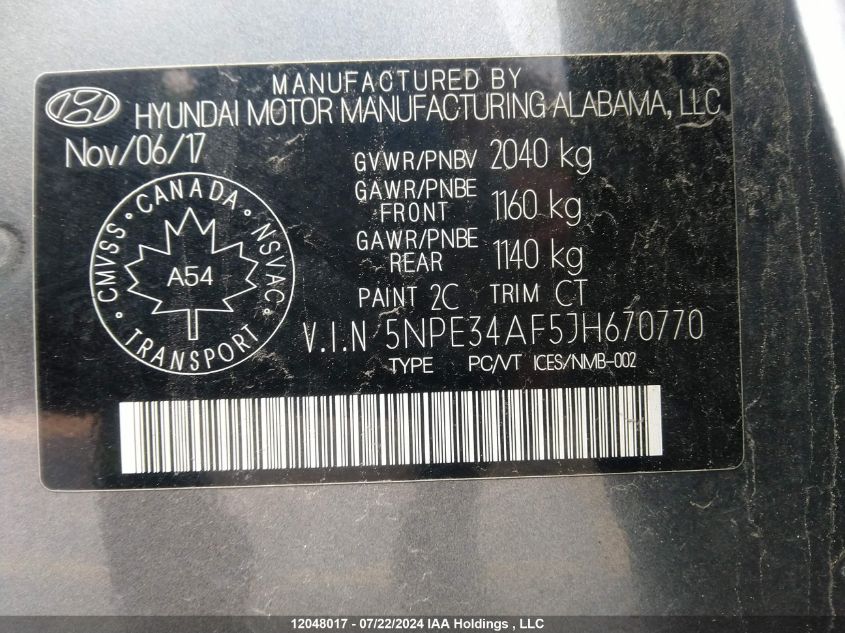 MANUFACTURED BY
HYUNDAI MOTOR MANUFACTURING ALABAMA, LLC
Nov/06/17
GVWR/PNBV 2040 kg
GAWR/PNBE FRONT 1160 kg
GAWR/PNBE REAR 1140 kg
PAINT 2C TRIM CT
CMVSS • CANADA • NSVAC • TRANSPORT •
A54
V.I.N 5NPE34AF5JH670770
TYPE PC/VT ICES/NMB-002
12048017 - 07/22/2024 IAA Holdings , LLC